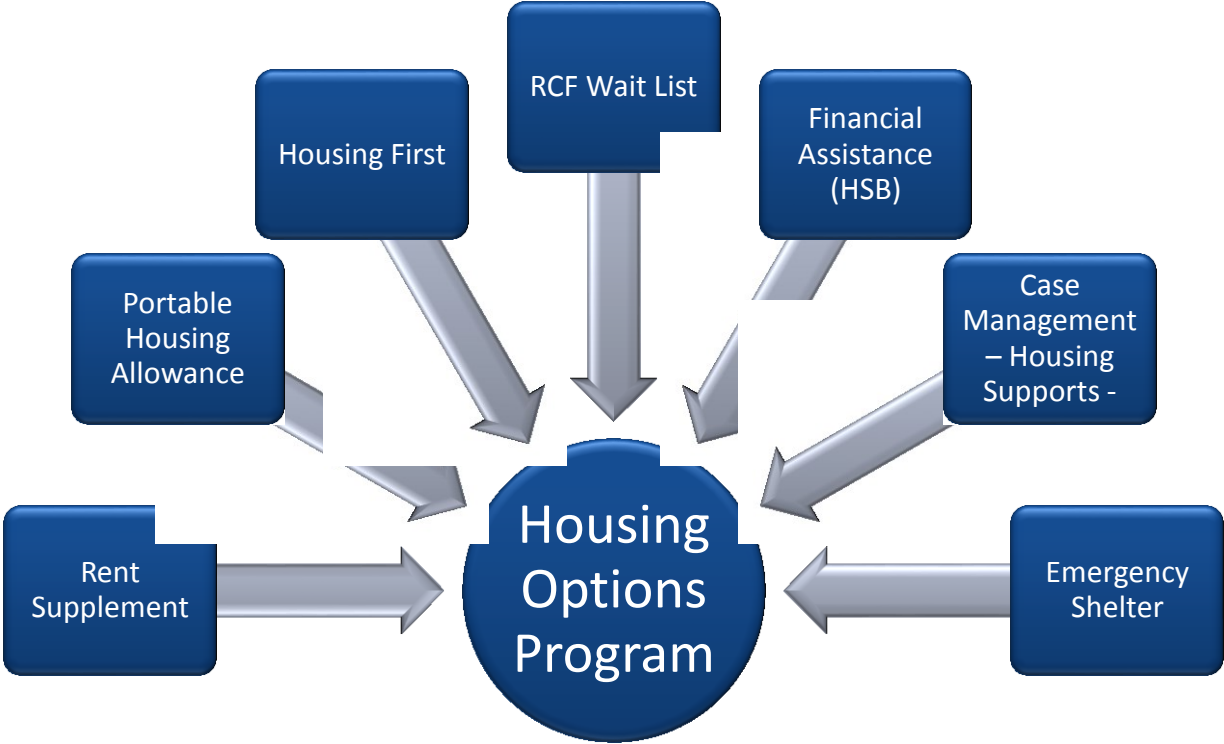 RCF Wait List
Housing First
Financial
Assistance
(HSB)
Portable
Housing
Allowance
Case
Management
– Housing
Supports -
Rent
Supplement
Housing
Options
Program
Emergency
Shelter